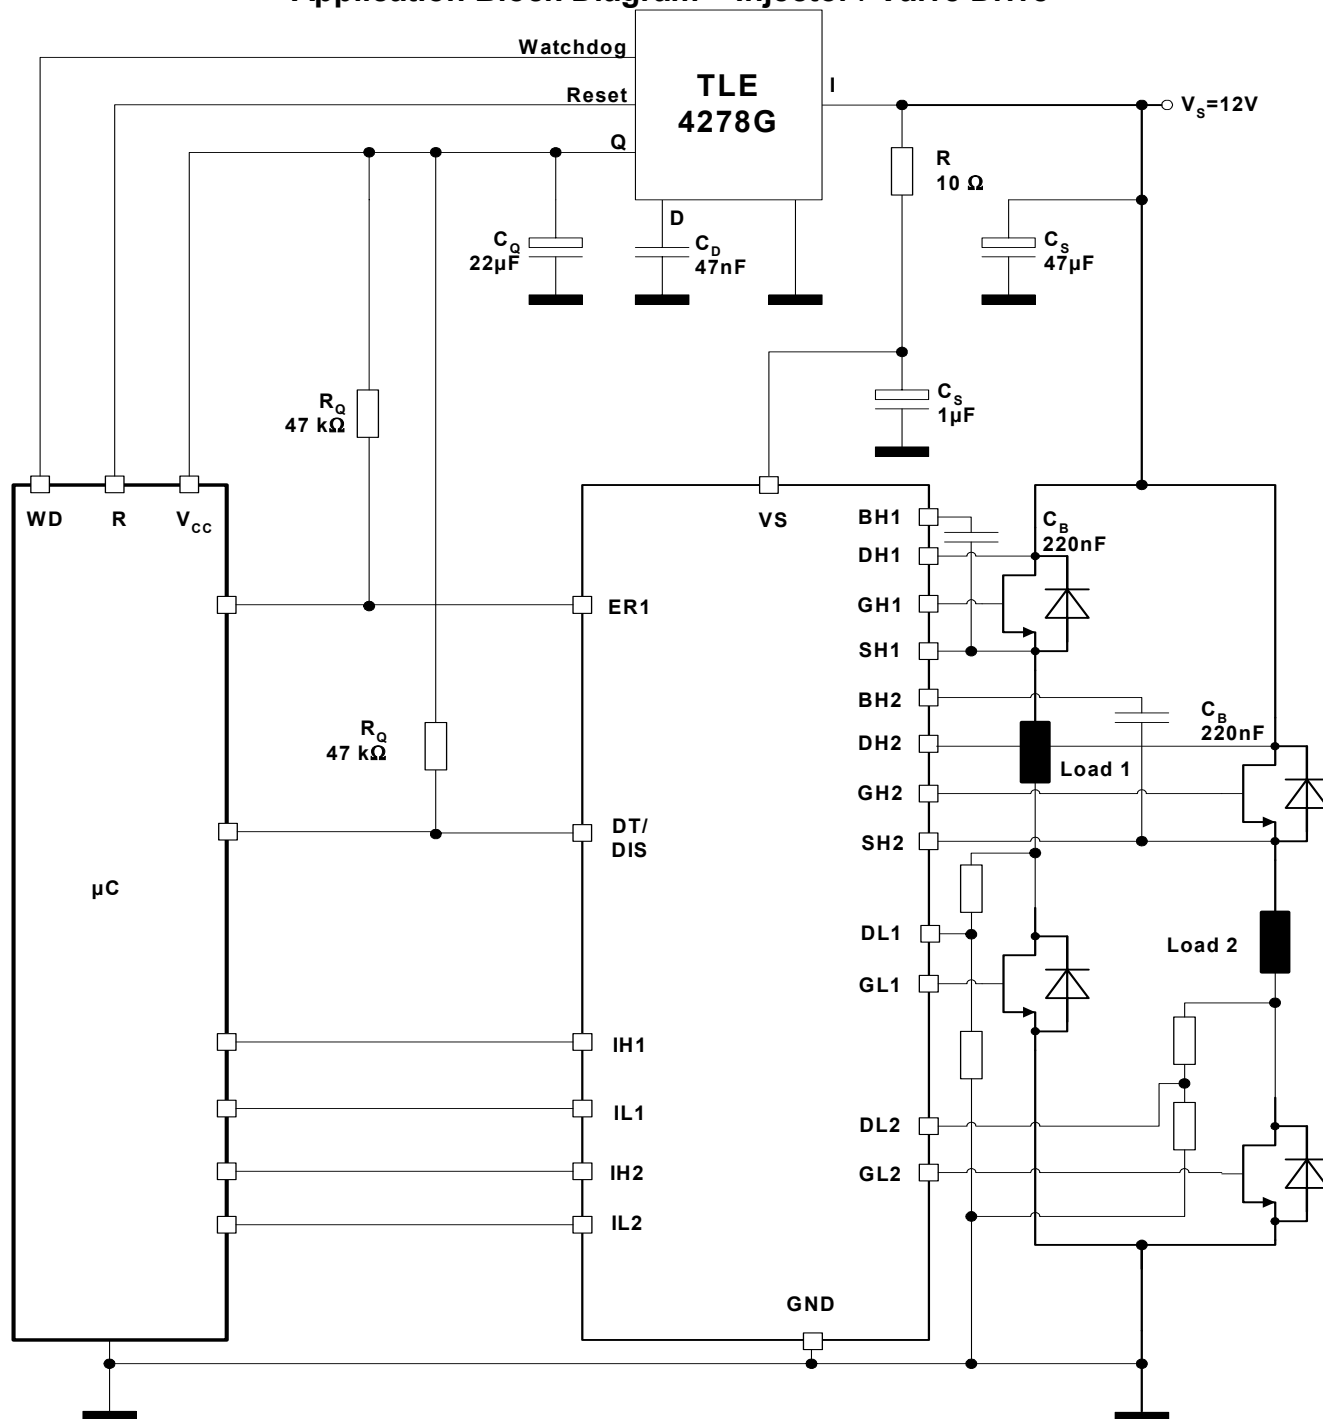 Application Block Diagram – Injector / Valve Drive
Watchdog
Reset
Q
TLE
4278G
I
V_S=12V
R
10 Ω
D
C_Q
22µF
C_D
47nF
C_S
47µF
C_S
1µF
R_Q
47 kΩ
WD
R
V_CC
VS
BH1
C_B
220nF
DH1
ER1
GH1
SH1
BH2
C_B
220nF
R_Q
47 kΩ
DH2
Load 1
GH2
DT/
DIS
SH2
µC
DL1
Load 2
GL1
IH1
IL1
DL2
IH2
GL2
IL2
GND